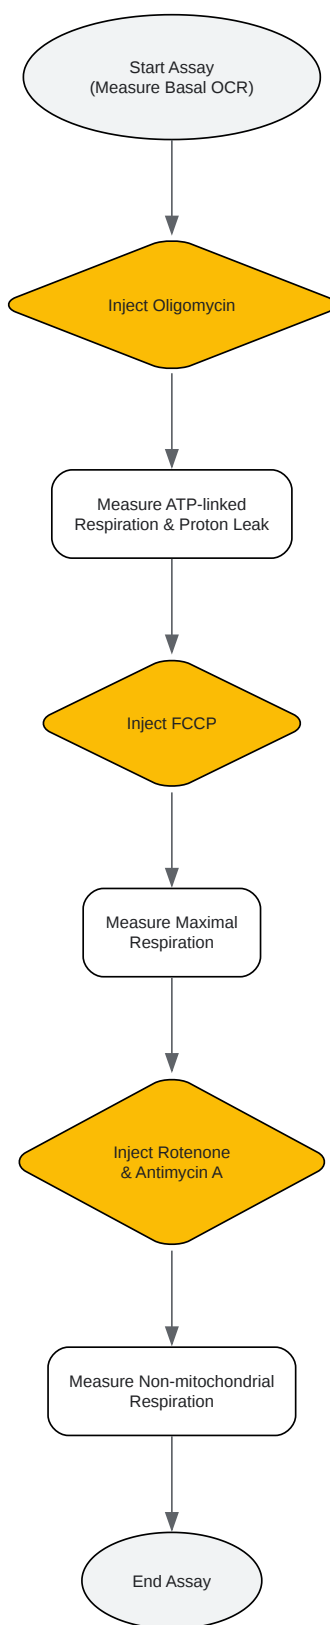 Start Assay
(Measure Basal OCR)
Inject Oligomycin
Measure ATP-linked
Respiration & Proton Leak
Inject FCCP
Measure Maximal
Respiration
Inject Rotenone
& Antimycin A
Measure Non-mitochondrial
Respiration
End Assay